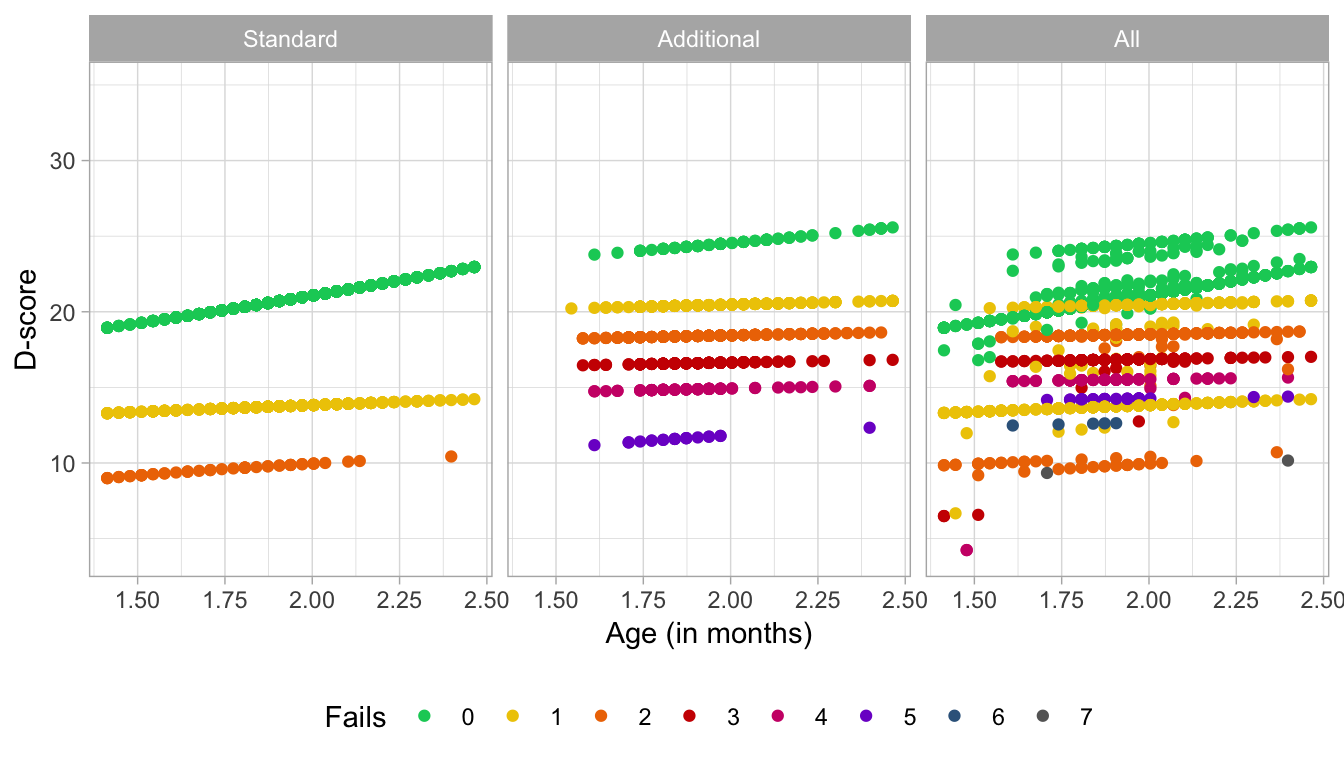 Standard Additional All
30
20
10
D-score
1.50 1.75 2.00 2.25 2.50 1.50 1.75 2.00 2.25 2.50 1.50 1.75 2.00 2.25 2.50
Age (in months)
Fails 0 1 2 3 4 5 6 7